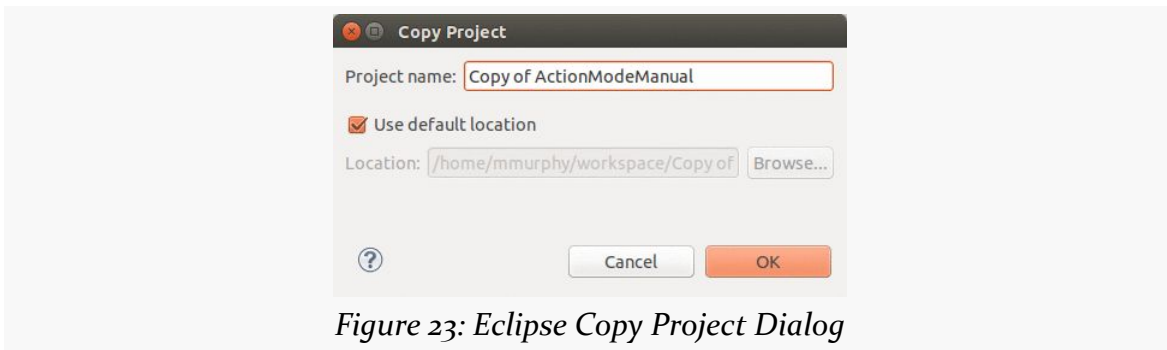 Copy Project
Project name: Copy of ActionModeManual
Use default location
Location: /home/mmurphy/workspace/Copy of Browse...
? Cancel OK
Figure 23: Eclipse Copy Project Dialog